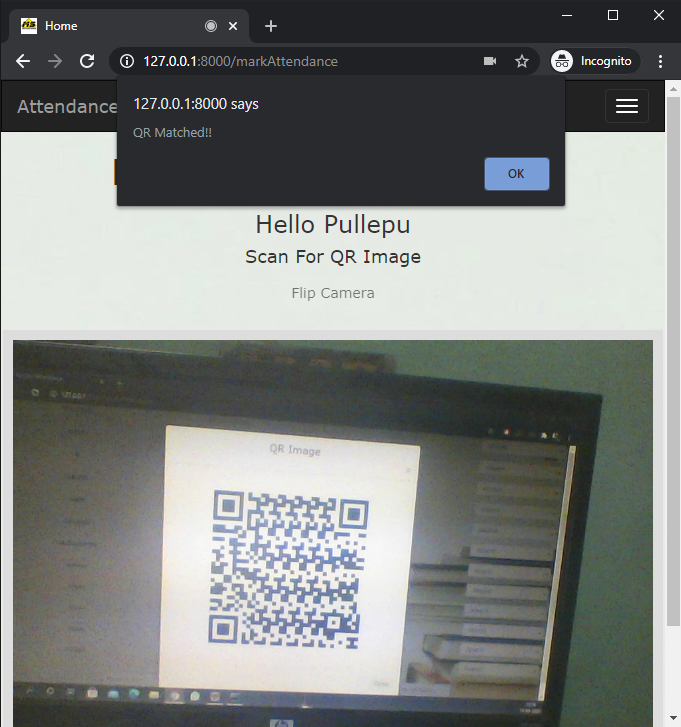 Home
127.0.0.1:8000/markAttendance
Incognito
Attendance
127.0.0.1:8000 says
QR Matched!!
OK
Hello Pullepu
Scan For QR Image
Flip Camera
QR Image